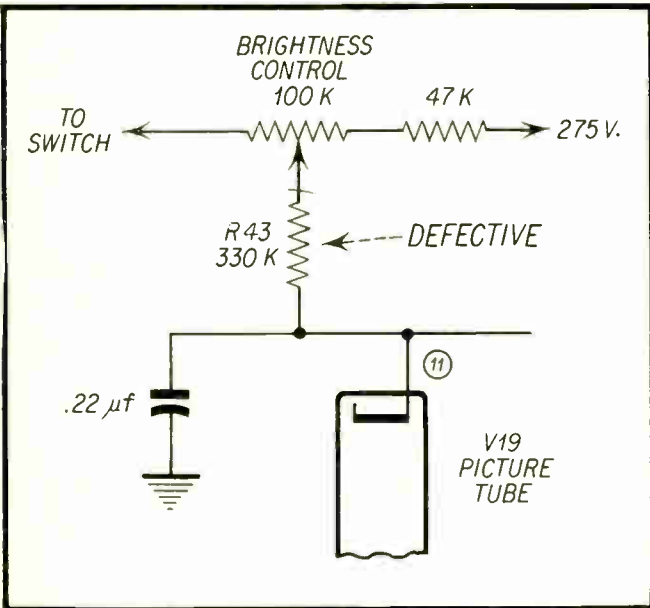 BRIGHTNESS
CONTROL
100 K
47 K
TO
SWITCH
275 V.
R43
330 K
DEFECTIVE
.22 µf
11
V19
PICTURE
TUBE